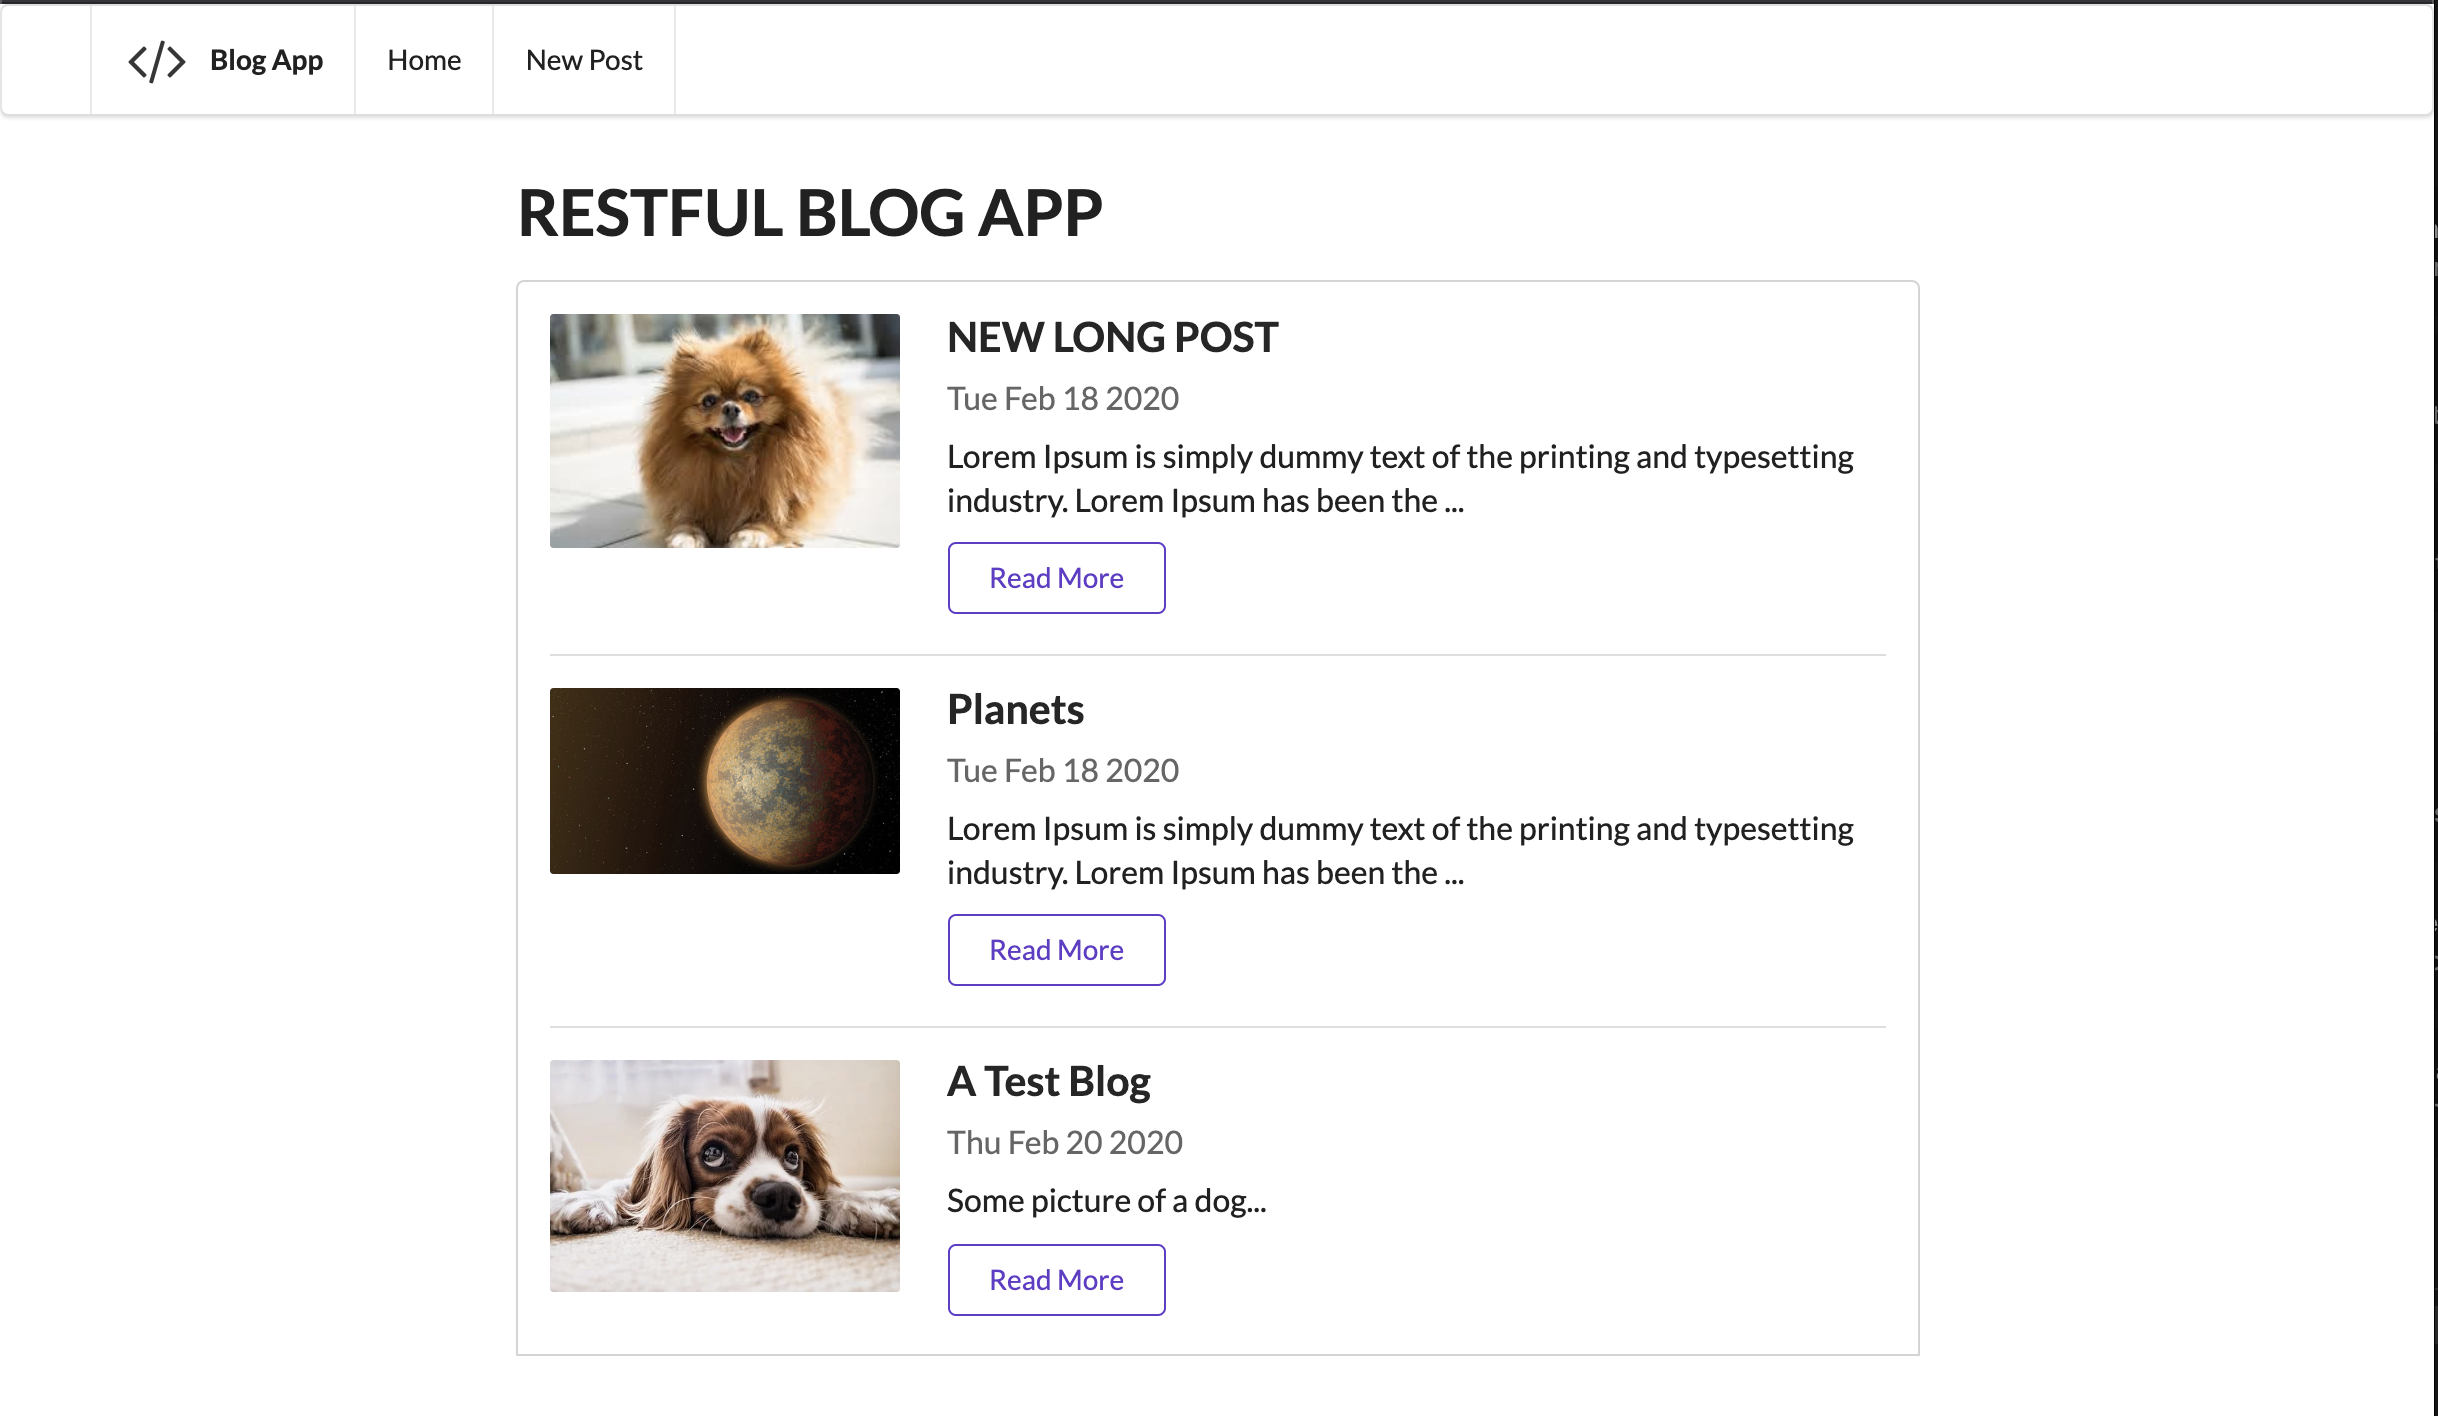 </> Blog App Home New Post
RESTFUL BLOG APP
NEW LONG POST
Tue Feb 18 2020
Lorem Ipsum is simply dummy text of the printing and typesetting
industry. Lorem Ipsum has been the ...
Read More
Planets
Tue Feb 18 2020
Lorem Ipsum is simply dummy text of the printing and typesetting
industry. Lorem Ipsum has been the ...
Read More
A Test Blog
Thu Feb 20 2020
Some picture of a dog...
Read More